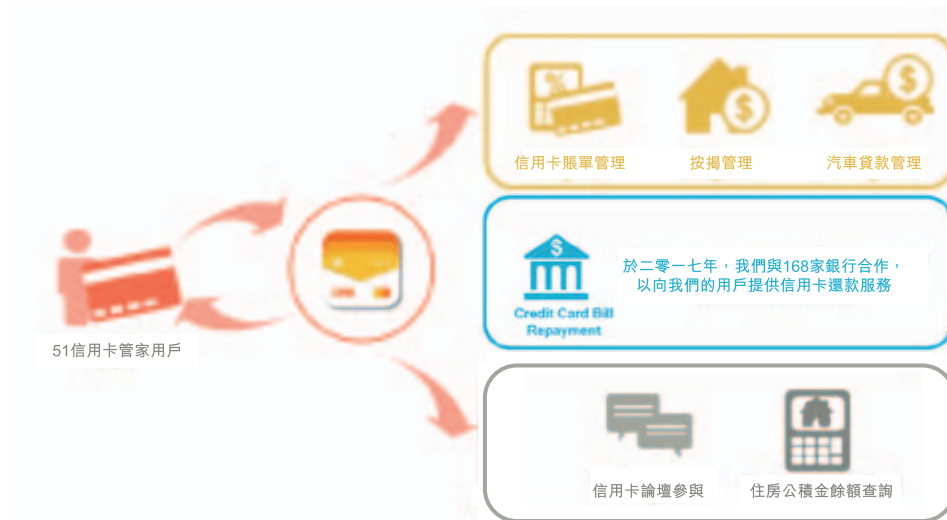 信用卡賬單管理
按揭管理
汽車貸款管理
於二零一七年，我們與168家銀行合作，
以向我們的用戶提供信用卡還款服務
Credit Card Bill
Repayment
51信用卡管家用戶
信用卡論壇參與
住房公積金餘額查詢